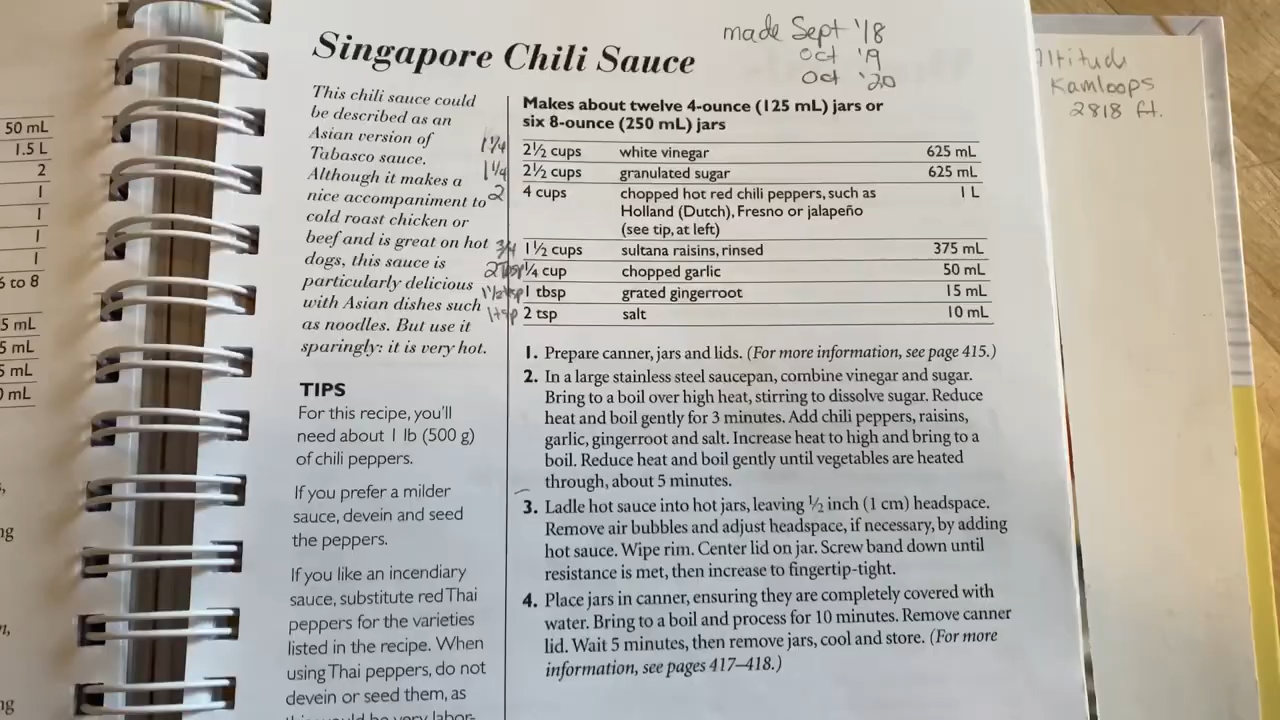 50 mL
1.5 L
2
1
1
1
1
6 to 8
5 mL
5 mL
5 mL
0 mL
ng
ng
Singapore Chili Sauce
made Sept '18
oct '19
Oct '20
This chili sauce could
be described as an
Asian version of
Tabasco sauce.
Although it makes a
nice accompaniment to
cold roast chicken or
beef and is great on hot
dogs, this sauce is
particularly delicious
with Asian dishes such
as noodles. But use it
sparingly: it is very hot.
TIPS
For this recipe, you'll
need about 1 lb (500 g)
of chili peppers.
If you prefer a milder
sauce, devein and seed
the peppers.
If you like an incendiary
sauce, substitute red Thai
peppers for the varieties
listed in the recipe. When
using Thai peppers, do not
devein or seed them, as
this would be very labor-
Makes about twelve 4-ounce (125 mL) jars or
six 8-ounce (250 mL) jars
1 1/4 2½ cups white vinegar 625 mL
1 1/4 2½ cups granulated sugar 625 mL
2 4 cups chopped hot red chili peppers, such as 1 L
Holland (Dutch), Fresno or jalapeño
(see tip, at left)
3/4 1½ cups sultana raisins, rinsed 375 mL
2Tbsp ¼ cup chopped garlic 50 mL
1 1/2 tsp 1 tbsp grated gingerroot 15 mL
1 tsp 2 tsp salt 10 mL
1. Prepare canner, jars and lids. (For more information, see page 415.)
2. In a large stainless steel saucepan, combine vinegar and sugar.
Bring to a boil over high heat, stirring to dissolve sugar. Reduce
heat and boil gently for 3 minutes. Add chili peppers, raisins,
garlic, gingerroot and salt. Increase heat to high and bring to a
boil. Reduce heat and boil gently until vegetables are heated
through, about 5 minutes.
3. Ladle hot sauce into hot jars, leaving ½ inch (1 cm) headspace.
Remove air bubbles and adjust headspace, if necessary, by adding
hot sauce. Wipe rim. Center lid on jar. Screw band down until
resistance is met, then increase to fingertip-tight.
4. Place jars in canner, ensuring they are completely covered with
water. Bring to a boil and process for 10 minutes. Remove canner
lid. Wait 5 minutes, then remove jars, cool and store. (For more
information, see pages 417–418.)
ltitude
Kamloops
2818 ft.